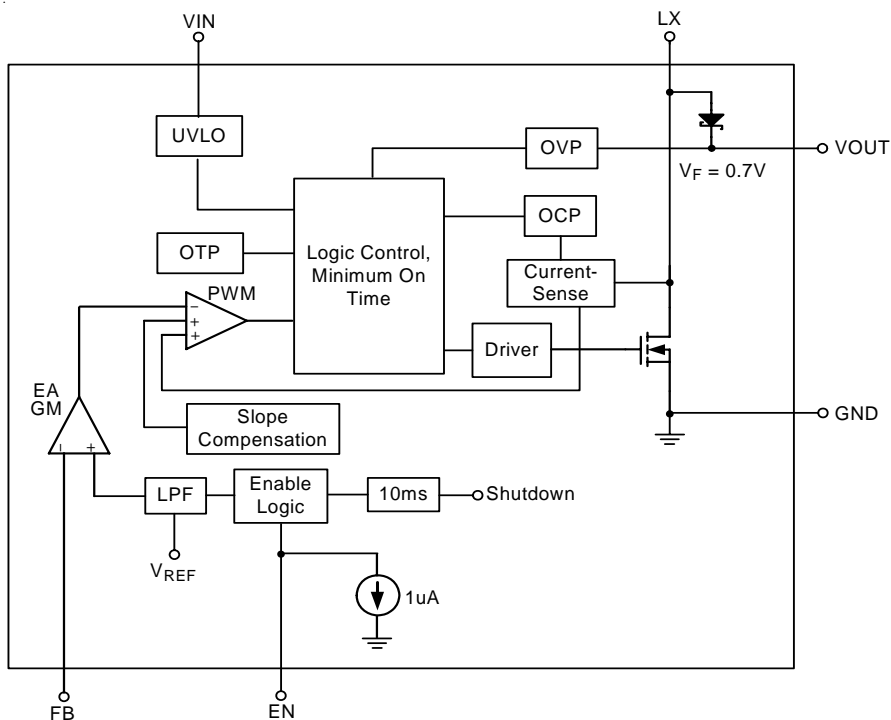 VIN
LX
UVLO
OVP
VOUT
VF = 0.7V
OCP
OTP
Logic Control,
Minimum On
Time
Current-
Sense
PWM
−
+
+
Driver
EA
GM
Slope
Compensation
GND
−
+
LPF
Enable
Logic
10ms
Shutdown
VREF
1uA
FB
EN